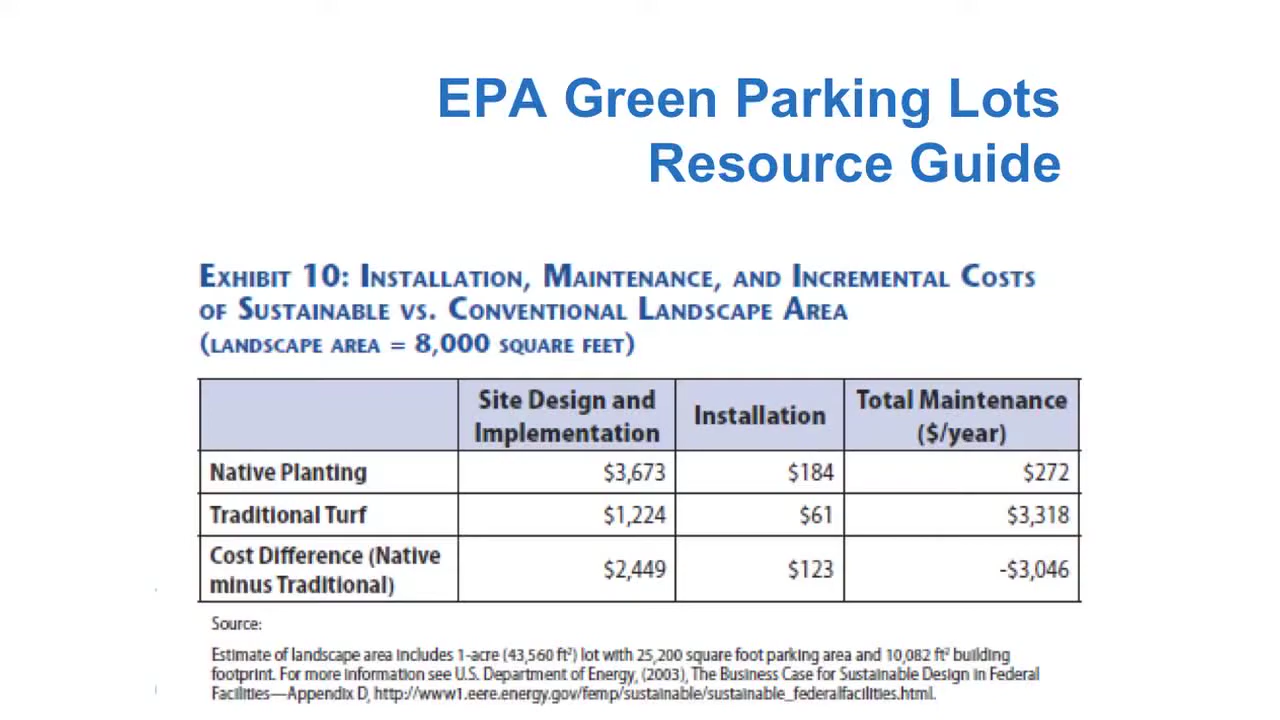 EPA Green Parking Lots
Resource Guide
EXHIBIT 10: INSTALLATION, MAINTENANCE, AND INCREMENTAL COSTS
OF SUSTAINABLE VS. CONVENTIONAL LANDSCAPE AREA
(LANDSCAPE AREA = 8,000 SQUARE FEET)
Site Design and
Implementation
Installation
Total Maintenance
($/year)
Native Planting $3,673 $184 $272
Traditional Turf $1,224 $61 $3,318
Cost Difference (Native
minus Traditional) $2,449 $123 -$3,046
Source:
Estimate of landscape area includes 1-acre (43,560 ft²) lot with 25,200 square foot parking area and 10,082 ft² building
footprint. For more information see U.S. Department of Energy, (2003), The Business Case for Sustainable Design in Federal
Facilities—Appendix D, http://www1.eere.energy.gov/femp/sustainable/sustainable_federalfacilities.html.